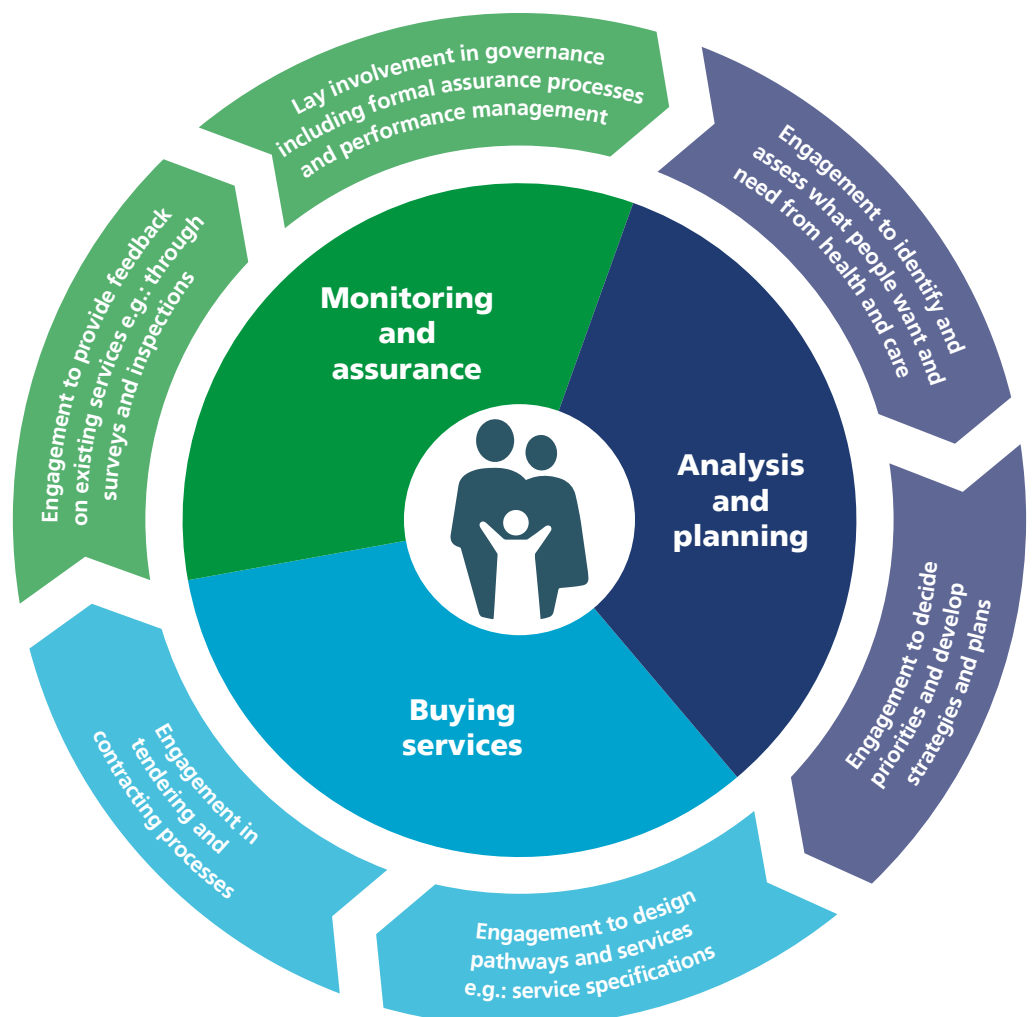 Lay involvement in governance
including formal assurance processes
and performance management
Engagement to identify and
assess what people want and
need from health and care
Engagement to decide
priorities and develop
strategies and plans
Engagement to design
pathways and services
e.g.: service specifications
Engagement in
tendering and
contracting processes
Engagement to provide feedback
on existing services e.g.: through
surveys and inspections
Monitoring
and
assurance
Analysis
and
planning
Buying
services